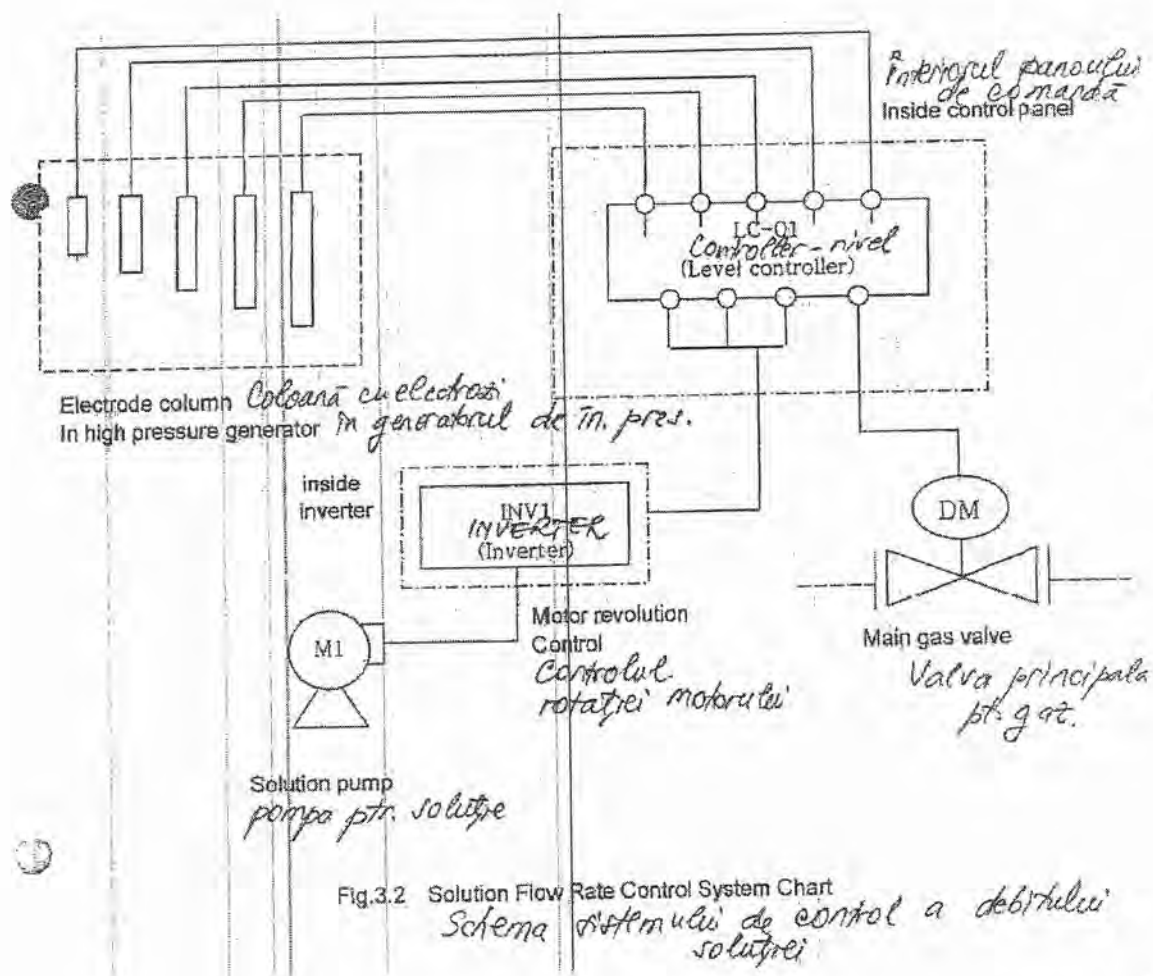 Interiorul panoului
de comandă
Inside control panel
LC-01
Controller-nivel
(Level controller)
Electrode column Coloană cu electrozi
In high pressure generator în generatorul de în. pres.
inside
inverter
INV1
INVERTER
(Inverter)
DM
M1
Motor revolution
Control
Controlul
rotației motorului
Main gas valve
Valva principala
pt. gaz.
Solution pump
pompa ptr. soluție
Fig.3.2 Solution Flow Rate Control System Chart
Schema sistemului de control a debitului
soluției